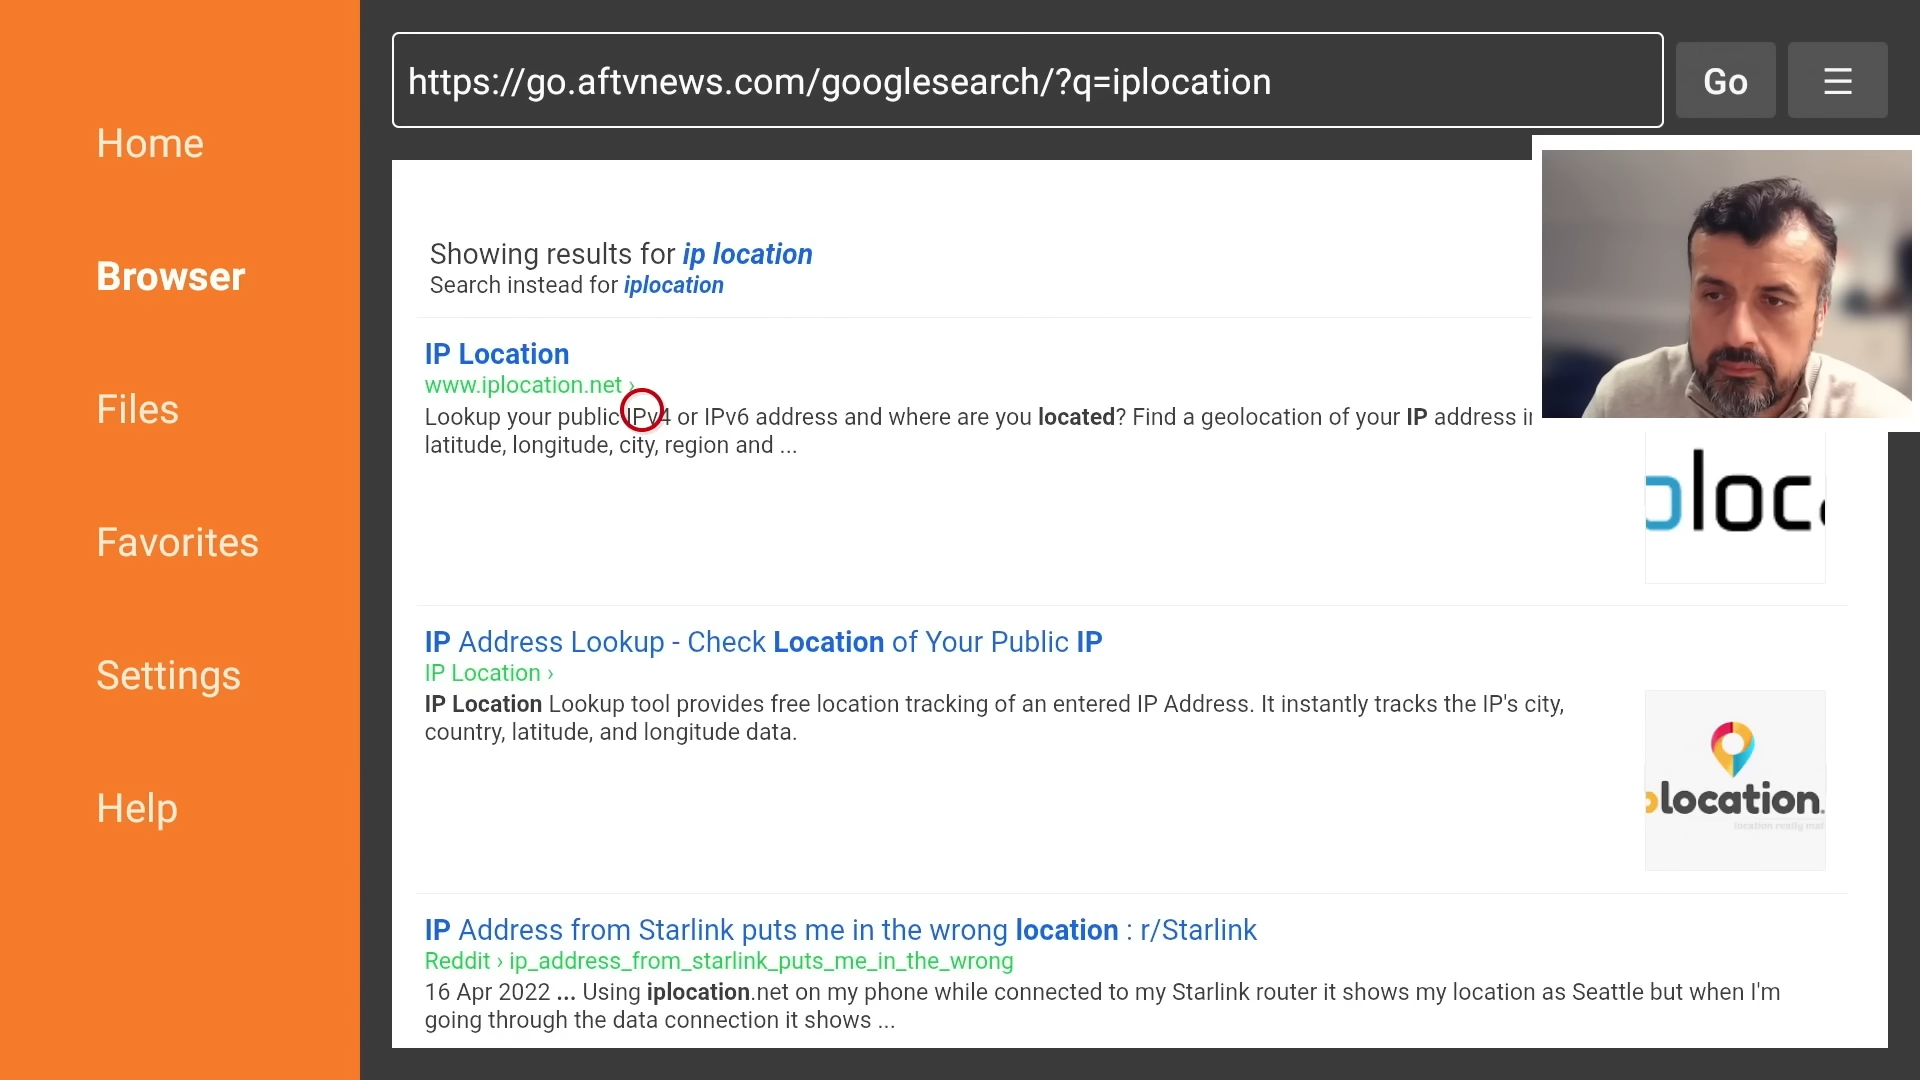 https://go.aftvnews.com/googlesearch/?q=iplocation
Go
Home
Browser
Files
Favorites
Settings
Help
Showing results for ip location
Search instead for iplocation
IP Location
www.iplocation.net ›
Lookup your public IPv4 or IPv6 address and where are you located? Find a geolocation of your IP address in
latitude, longitude, city, region and ...
ploc
IP Address Lookup - Check Location of Your Public IP
IP Location ›
IP Location Lookup tool provides free location tracking of an entered IP Address. It instantly tracks the IP's city,
country, latitude, and longitude data.
plocation.
location really mat
IP Address from Starlink puts me in the wrong location : r/Starlink
Reddit › ip_address_from_starlink_puts_me_in_the_wrong
16 Apr 2022 ... Using iplocation.net on my phone while connected to my Starlink router it shows my location as Seattle but when I'm
going through the data connection it shows ...